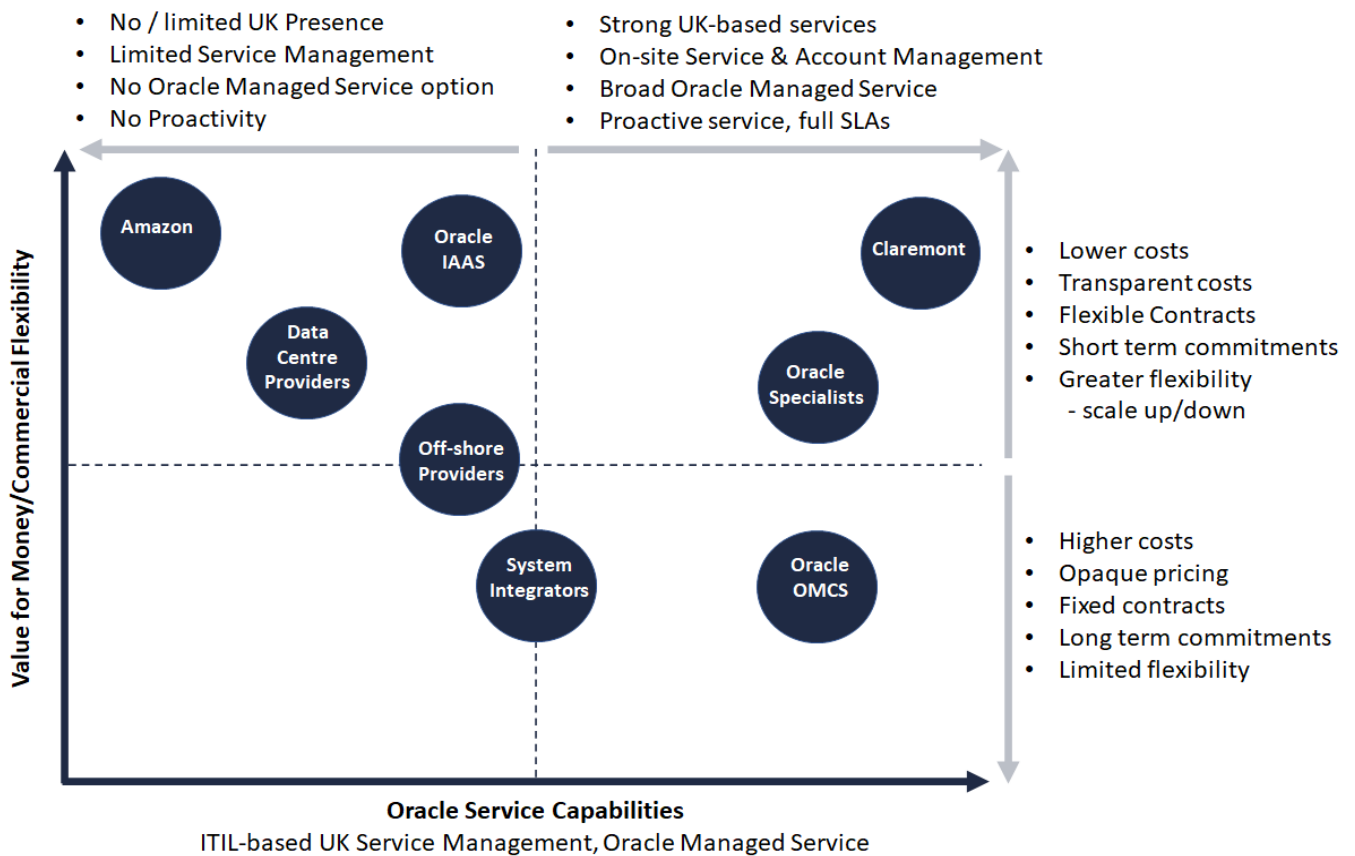 • No / limited UK Presence
• Limited Service Management
• No Oracle Managed Service option
• No Proactivity
• Strong UK-based services
• On-site Service & Account Management
• Broad Oracle Managed Service
• Proactive service, full SLAs
Value for Money/Commercial Flexibility
Amazon
Oracle
IAAS
Claremont
Data
Centre
Providers
Oracle
Specialists
Off-shore
Providers
System
Integrators
Oracle
OMCS
• Lower costs
• Transparent costs
• Flexible Contracts
• Short term commitments
• Greater flexibility
- scale up/down
• Higher costs
• Opaque pricing
• Fixed contracts
• Long term commitments
• Limited flexibility
Oracle Service Capabilities
ITIL-based UK Service Management, Oracle Managed Service